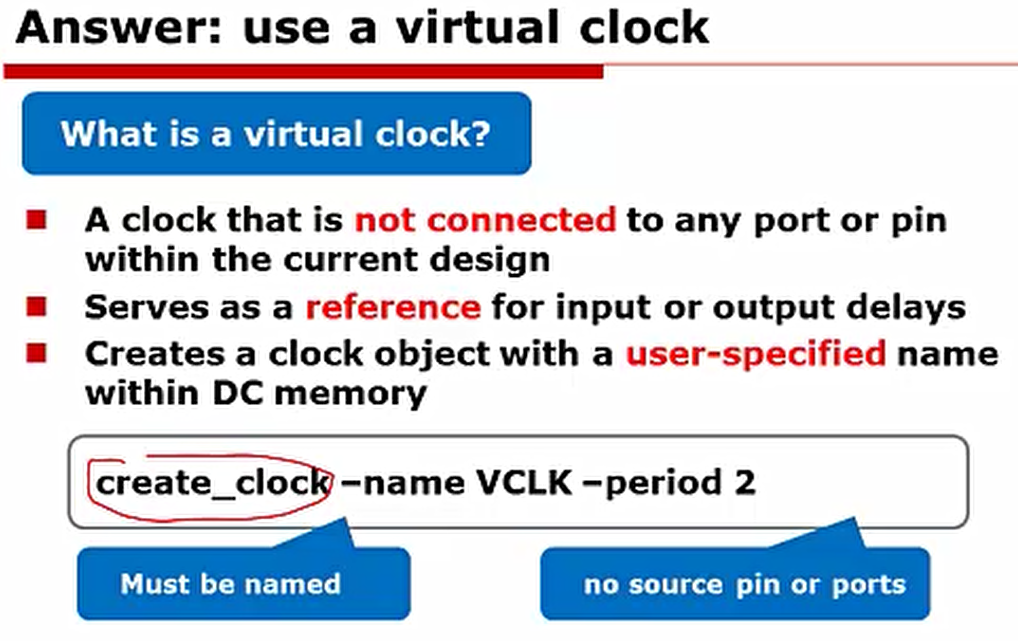 Answer: use a virtual clock
What is a virtual clock?
A clock that is not connected to any port or pin
within the current design
Serves as a reference for input or output delays
Creates a clock object with a user-specified name
within DC memory
create_clock –name VCLK –period 2
Must be named
no source pin or ports